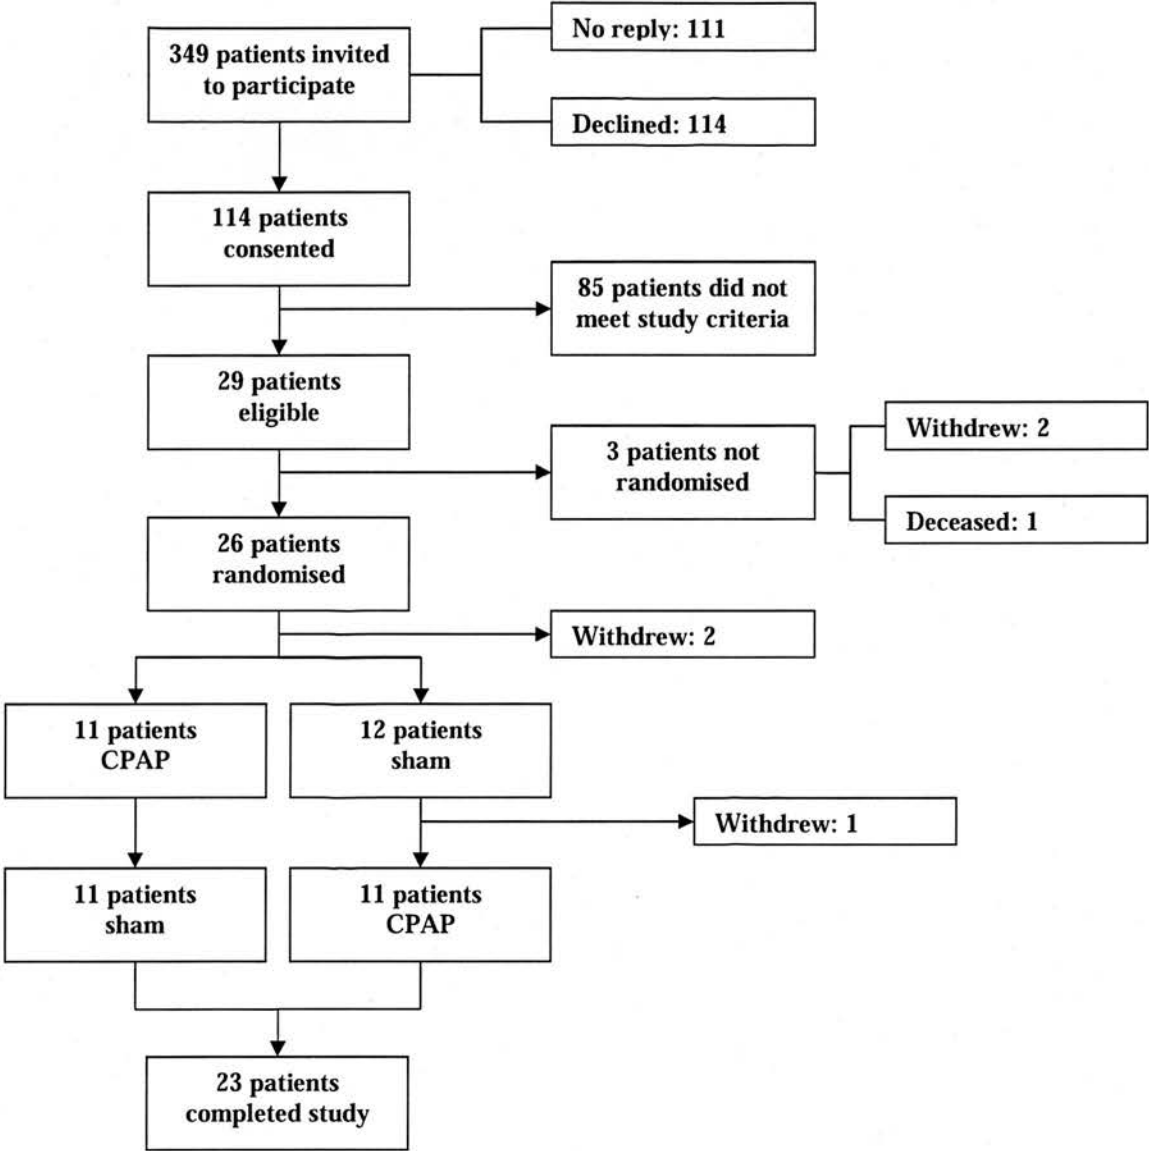 349 patients invited
to participate
No reply: 111
Declined: 114
114 patients
consented
85 patients did not
meet study criteria
29 patients
eligible
3 patients not
randomised
Withdrew: 2
Deceased: 1
26 patients
randomised
Withdrew: 2
11 patients
CPAP
12 patients
sham
Withdrew: 1
11 patients
sham
11 patients
CPAP
23 patients
completed study